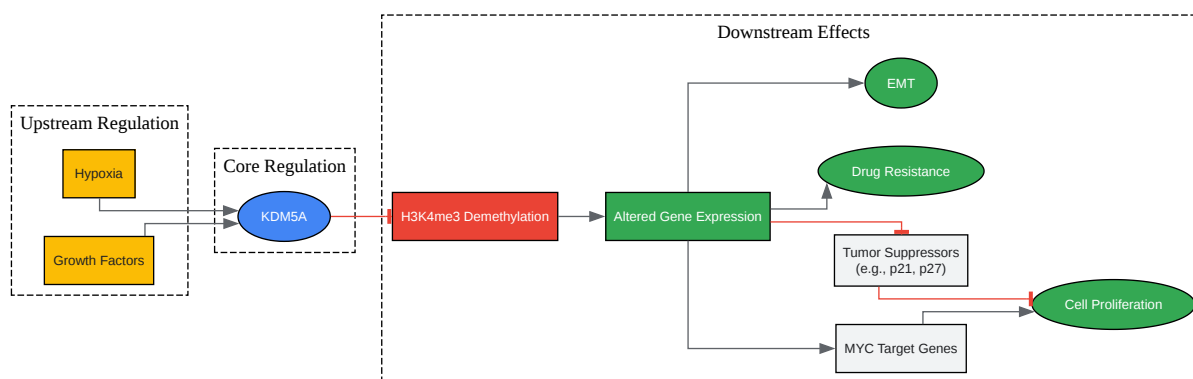 Downstream Effects
EMT
Upstream Regulation
Hypoxia
Growth Factors
Core Regulation
KDM5A
H3K4me3 Demethylation
Altered Gene Expression
Drug Resistance
Tumor Suppressors
(e.g., p21, p27)
Cell Proliferation
MYC Target Genes